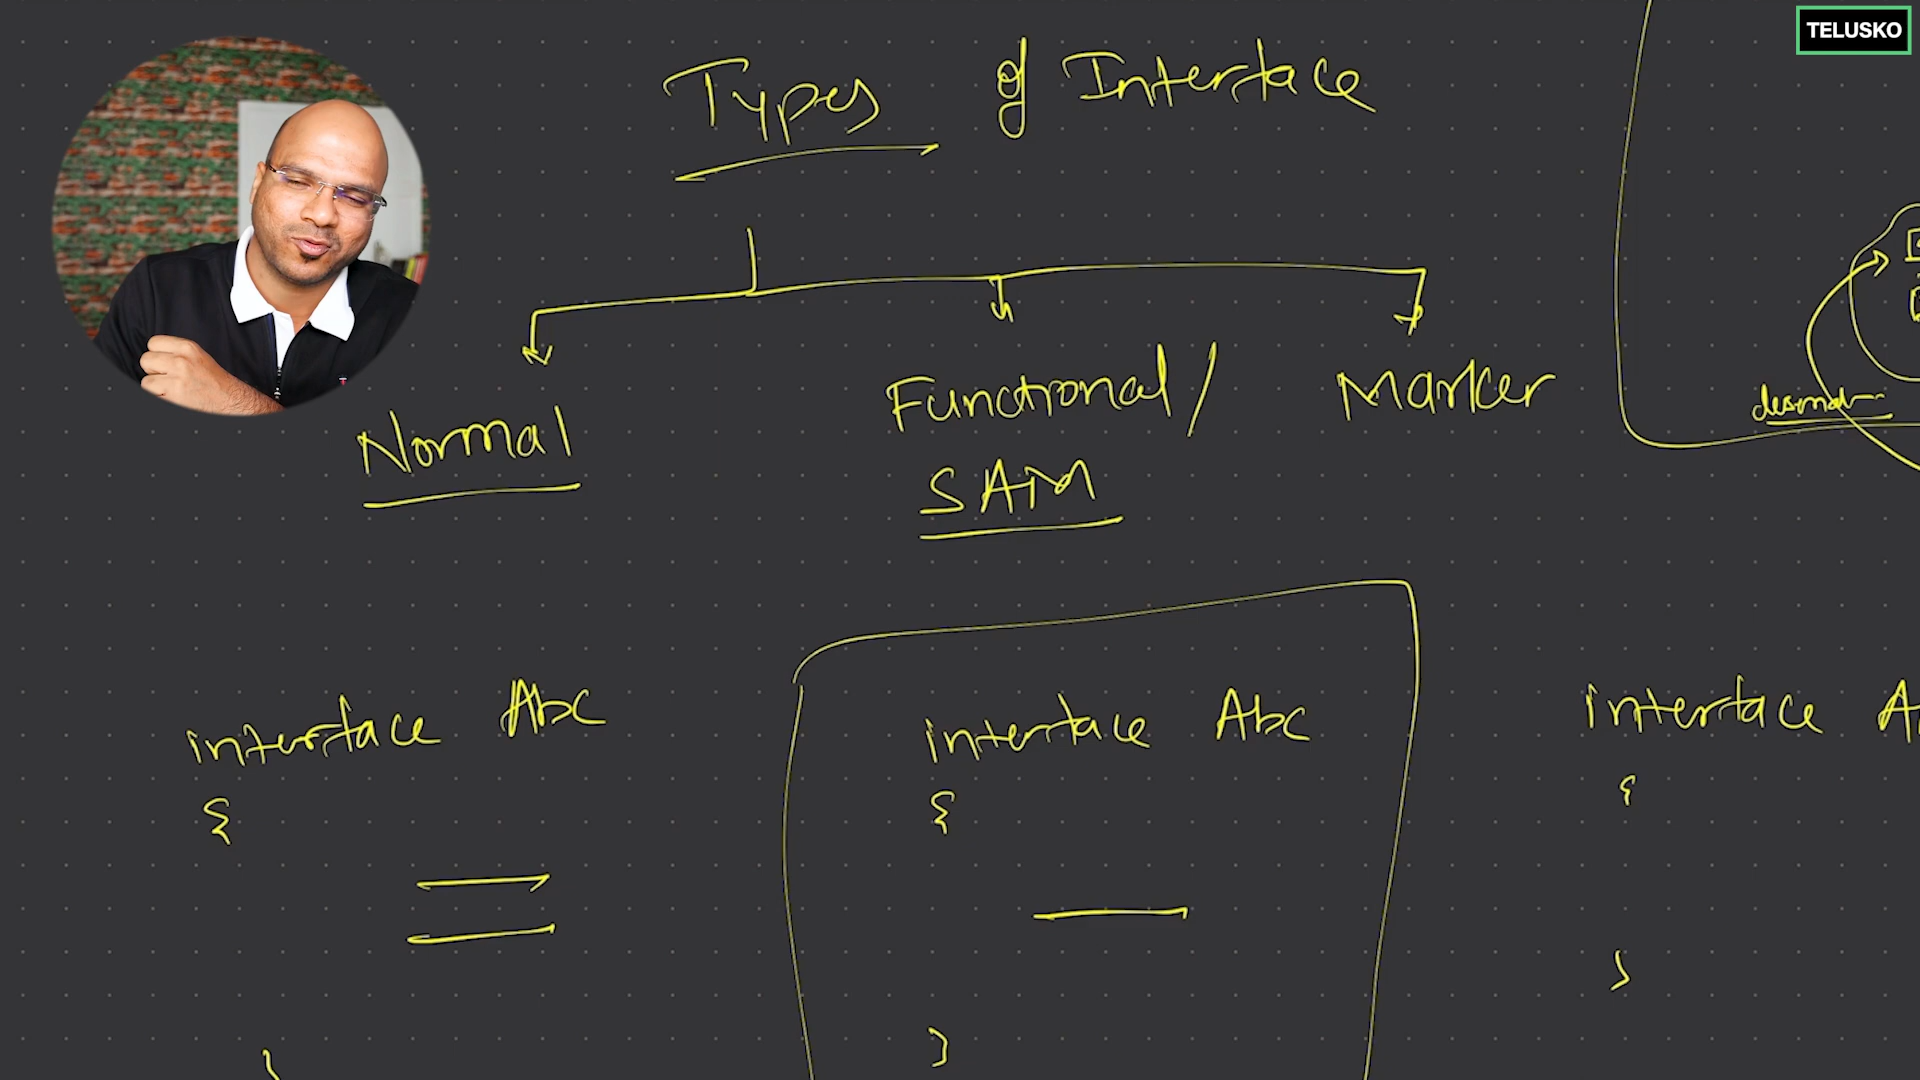 TELUSKO
Types of Interface
Normal
Functional/
SAM
Marker
interface Abc
{
}
interface Abc
{
}
interface A
{
}